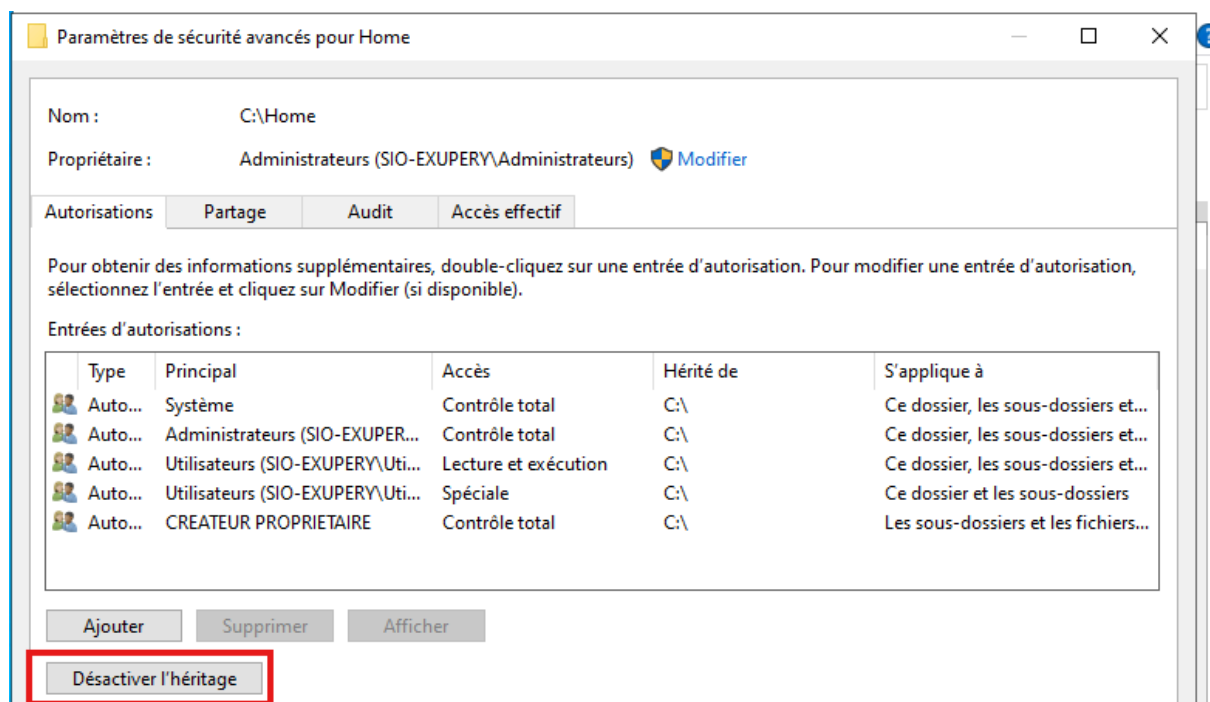 Paramètres de sécurité avancés pour Home
Nom : C:\Home
Propriétaire : Administrateurs (SIO-EXUPERY\Administrateurs) Modifier
Autorisations Partage Audit Accès effectif
Pour obtenir des informations supplémentaires, double-cliquez sur une entrée d'autorisation. Pour modifier une entrée d'autorisation,
sélectionnez l'entrée et cliquez sur Modifier (si disponible).
Entrées d'autorisations :
Type Principal Accès Hérité de S'applique à
Auto... Système Contrôle total C:\ Ce dossier, les sous-dossiers et...
Auto... Administrateurs (SIO-EXUPER... Contrôle total C:\ Ce dossier, les sous-dossiers et...
Auto... Utilisateurs (SIO-EXUPERY\Uti... Lecture et exécution C:\ Ce dossier, les sous-dossiers et...
Auto... Utilisateurs (SIO-EXUPERY\Uti... Spéciale C:\ Ce dossier et les sous-dossiers
Auto... CREATEUR PROPRIETAIRE Contrôle total C:\ Les sous-dossiers et les fichiers...
Ajouter Supprimer Afficher
Désactiver l'héritage